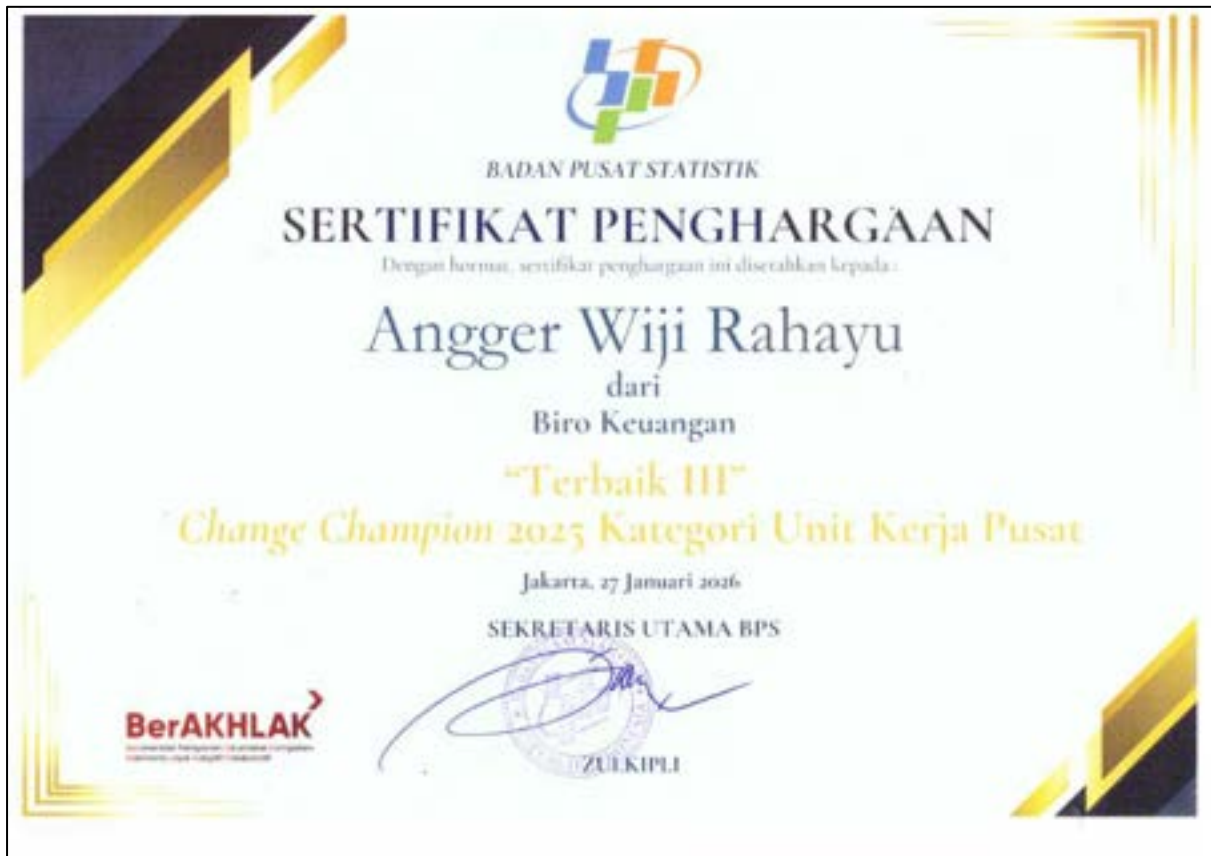 BADAN PUSAT STATISTIK
SERTIFIKAT PENGHARGAAN
Dengan hormat, sertifikat penghargaan ini diserahkan kepada :
Angger Wiji Rahayu
dari
Biro Keuangan
"Terbaik III"
Change Champion 2025 Kategori Unit Kerja Pusat
Jakarta, 27 Januari 2026
SEKRETARIS UTAMA BPS
BerAKHLAK
ZULKIPLI